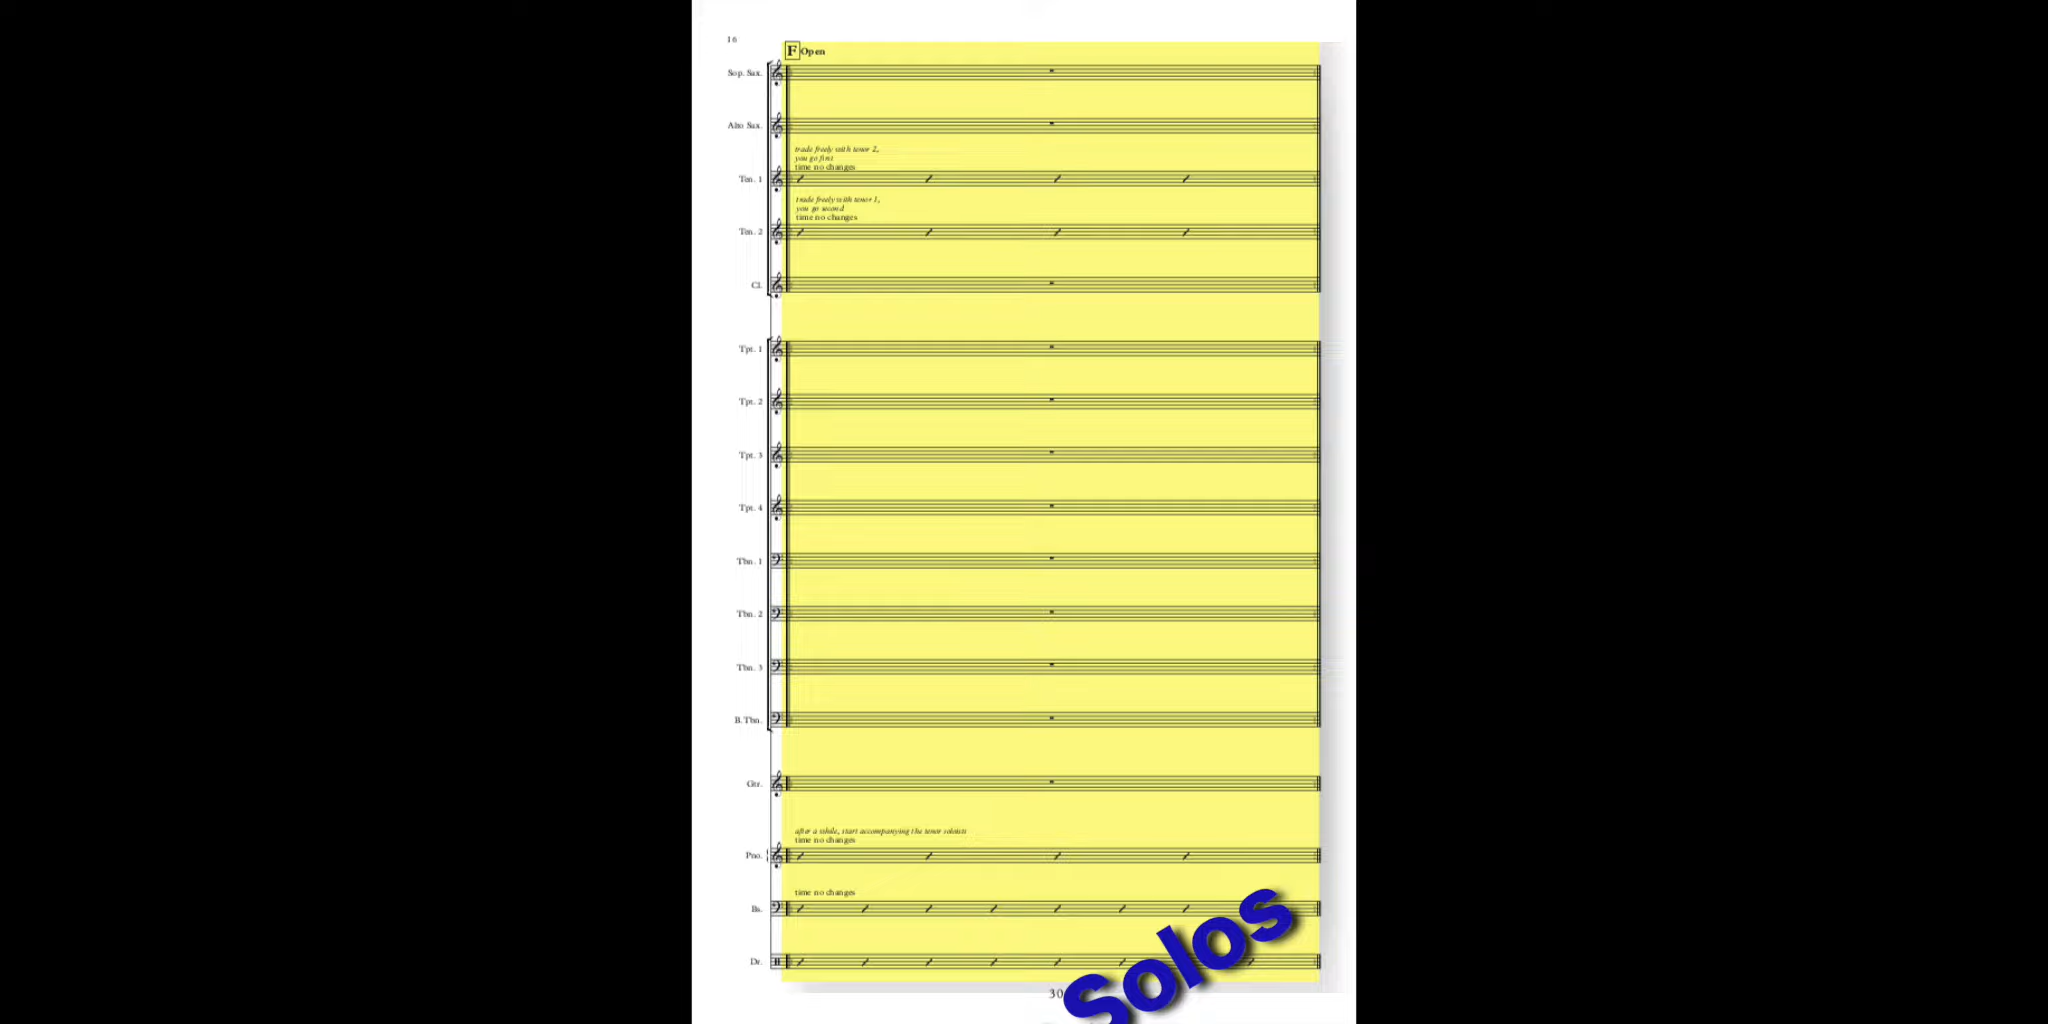 16
F Open
Sop. Sax.
Alto Sax.
trade freely with tenor 2,
you go first
time no changes
Ten. 1
trade freely with tenor 1,
you go second
time no changes
Ten. 2
Cl.
Tpt. 1
Tpt. 2
Tpt. 3
Tpt. 4
Tbn. 1
Tbn. 2
Tbn. 3
B. Tbn.
Gtr.
after a while, start accompanying the tenor soloists
time no changes
Pno.
time no changes
Bs.
Dr.
30
Solos